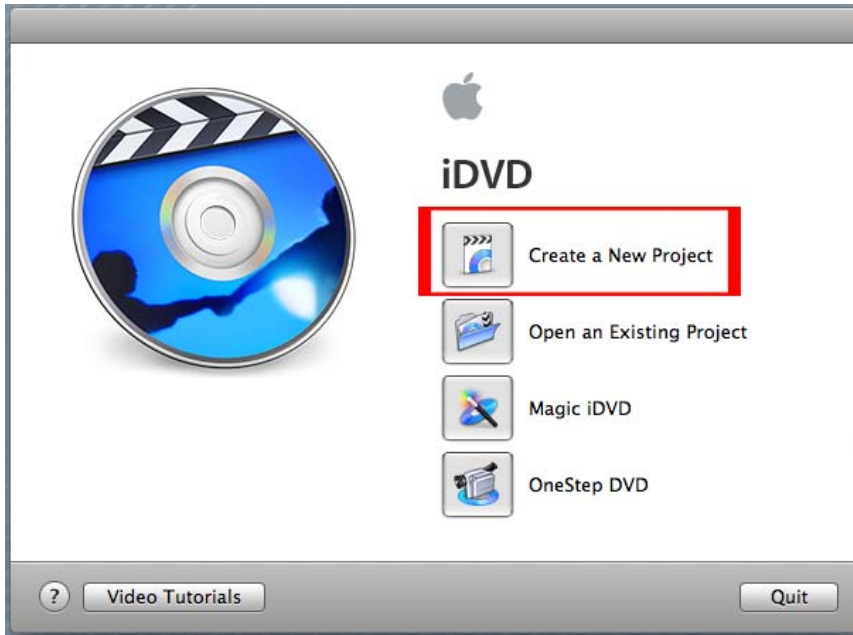 iDVD
Create a New Project
Open an Existing Project
Magic iDVD
OneStep DVD
? Video Tutorials
Quit